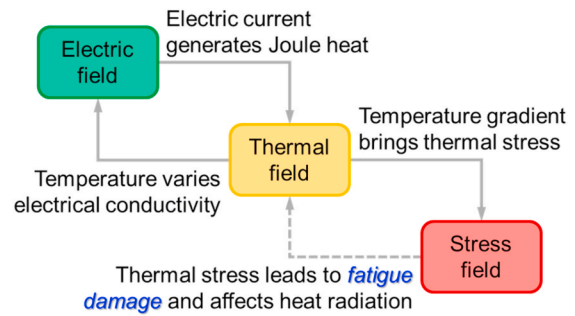 Electric current
generates Joule heat
Electric
field
Temperature gradient
brings thermal stress
Thermal
field
Temperature varies
electrical conductivity
Stress
field
Thermal stress leads to fatigue
damage and affects heat radiation